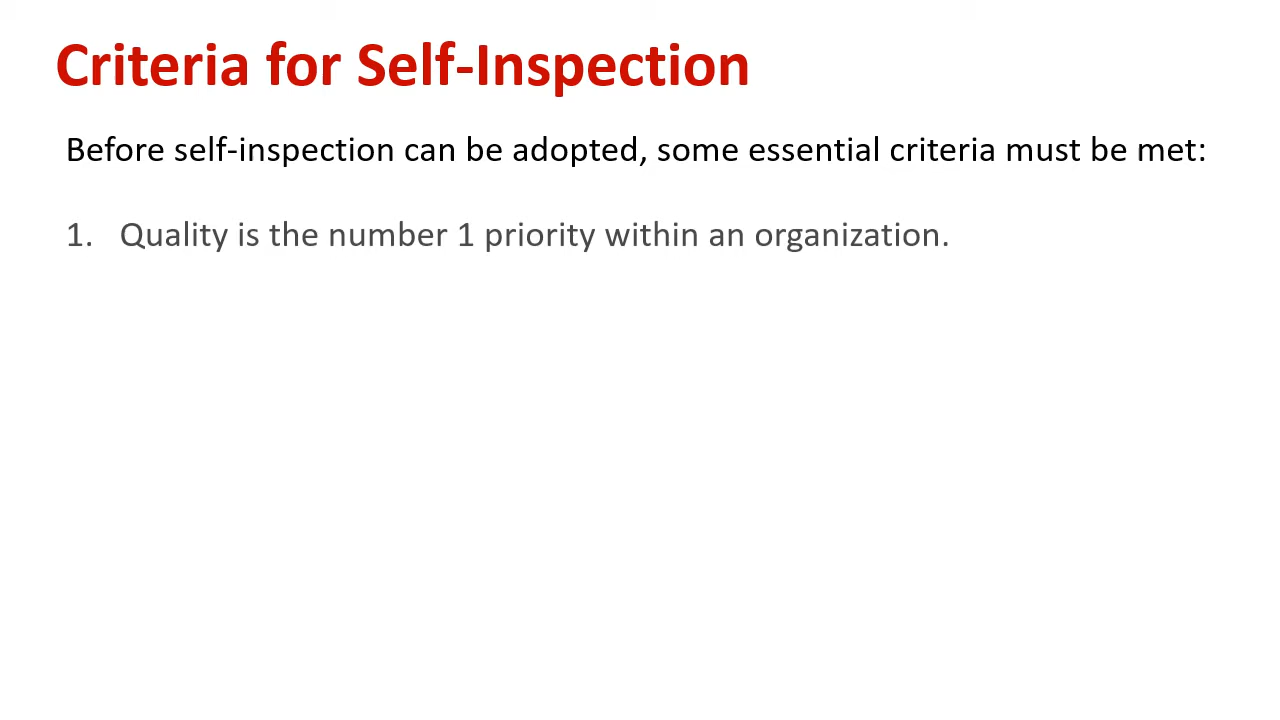 Criteria for Self-Inspection
Before self-inspection can be adopted, some essential criteria must be met:
1. Quality is the number 1 priority within an organization.